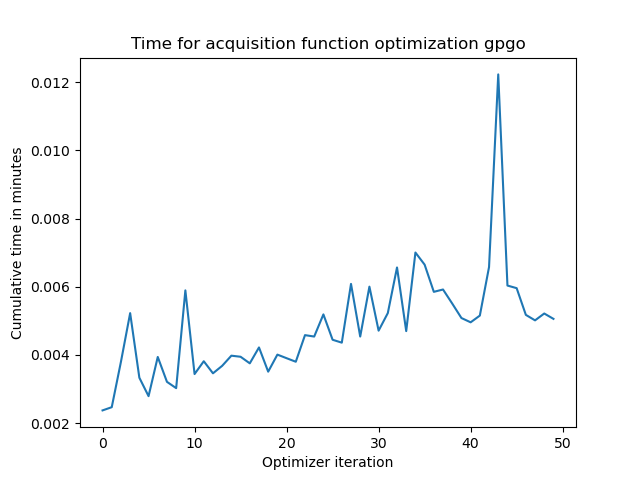 Time for acquisition function optimization gpgo
Cumulative time in minutes
0.012
0.010
0.008
0.006
0.004
0.002
0 10 20 30 40 50
Optimizer iteration